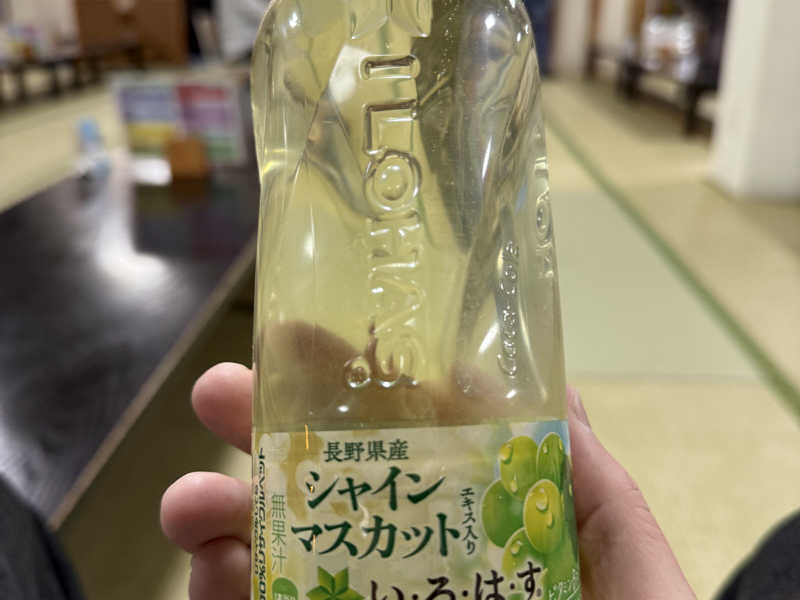 ILOHAS
長野県産
シャイン
マスカット
エキス入り
無果汁
い・ろ・は・す